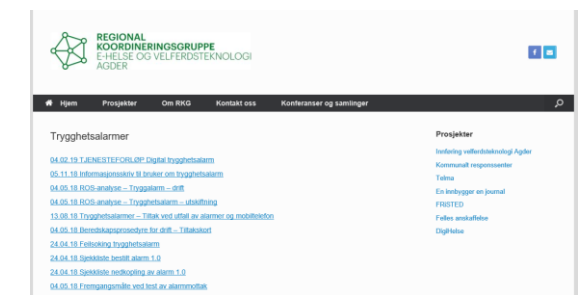 REGIONAL
KOORDINERINGSGRUPPE
E-HELSE OG VELFERDSTEKNOLOGI
AGDER
Hjem Prosjekter Om RKG Kontakt oss Konferanser og samlinger
Trygghetsalarmer
04.02.19 TJENESTEFORLØP Digital trygghetsalarm
05.11.18 Informasjonsskriv til bruker om trygghetsalarm
04.05.18 ROS-analyse – Tryggalarm – drift
04.05.18 ROS-analyse – Trygghetsalarm – utskiftning
13.08.18 Trygghetsalarmer – Tiltak ved utfall av alarmer og mobiltelefon
04.05.18 Beredskapsprosedyre for drift – Tiltakskort
24.04.18 Feilsøking trygghetsalarm
24.04.18 Sjekkliste bestilt alarm 1.0
24.04.18 Sjekkliste nedkopling av alarm 1.0
04.05.18 Fremgangsmåte ved test av alarmmottak
Prosjekter
Innføring velferdsteknologi Agder
Kommunalt responssenter
Telma
En innbygger en journal
FRISTED
Felles anskaffelse
DigiHelse